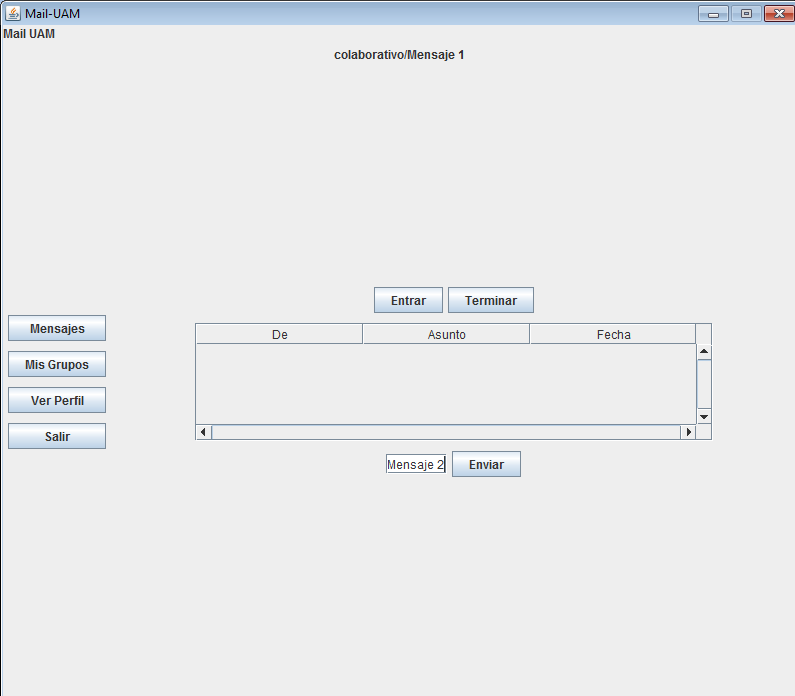 Mail-UAM
Mail UAM
colaborativo/Mensaje 1
Entrar Terminar
Mensajes
Mis Grupos
Ver Perfil
Salir
De Asunto Fecha
Mensaje 2 Enviar